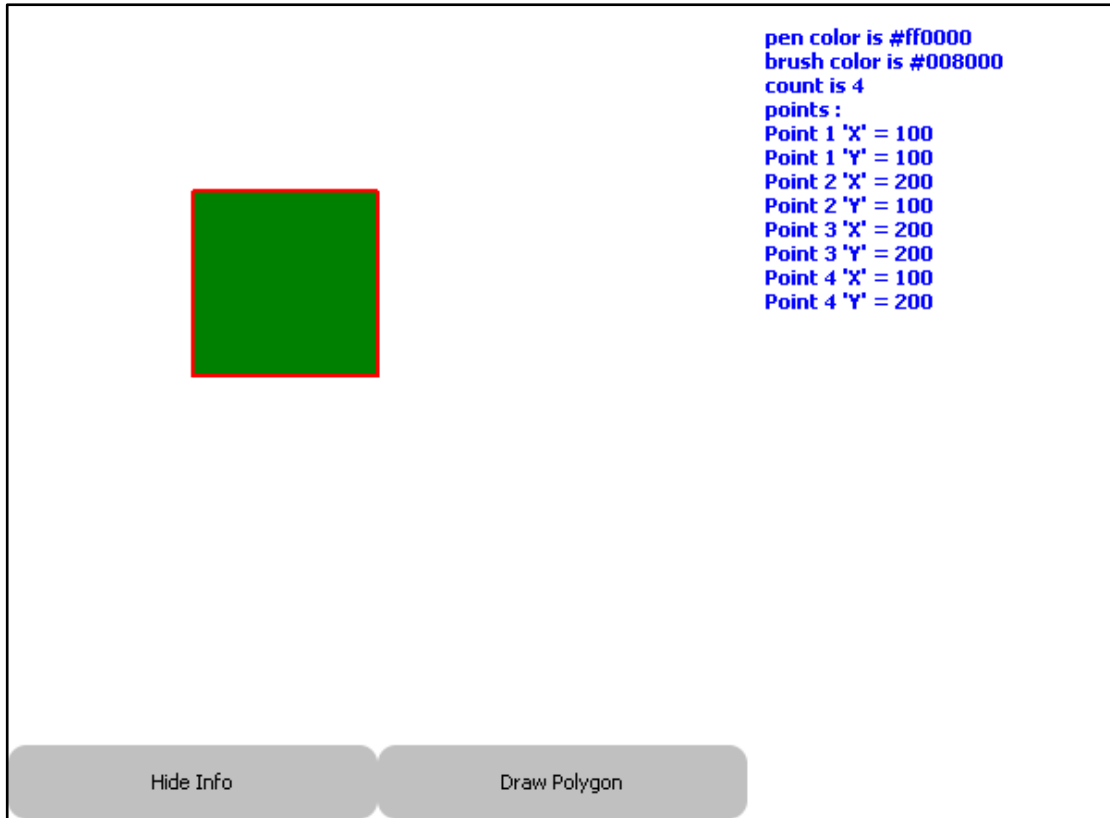 pen color is #ff0000
brush color is #008000
count is 4
points :
Point 1 'X' = 100
Point 1 'Y' = 100
Point 2 'X' = 200
Point 2 'Y' = 100
Point 3 'X' = 200
Point 3 'Y' = 200
Point 4 'X' = 100
Point 4 'Y' = 200
Hide Info
Draw Polygon